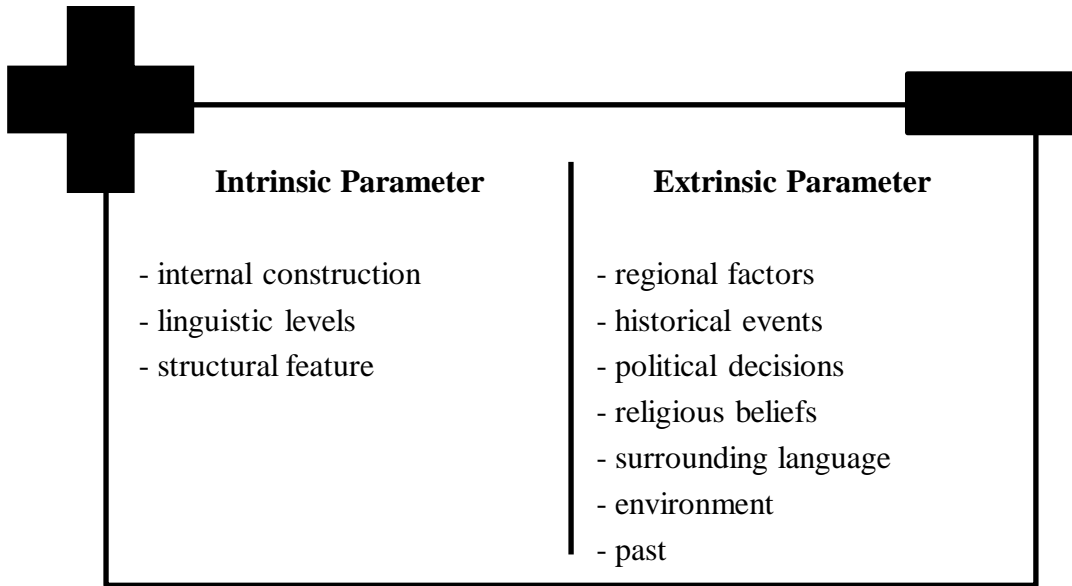 Intrinsic Parameter
- internal construction
- linguistic levels
- structural feature
Extrinsic Parameter
- regional factors
- historical events
- political decisions
- religious beliefs
- surrounding language
- environment
- past